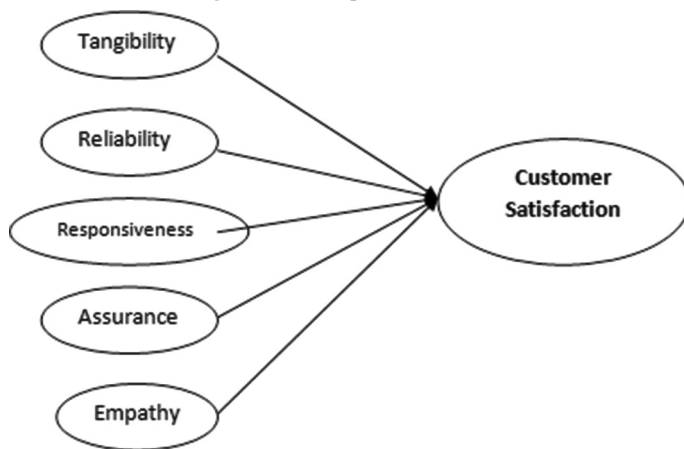 Tangibility
Reliability
Responsiveness
Assurance
Empathy
Customer
Satisfaction